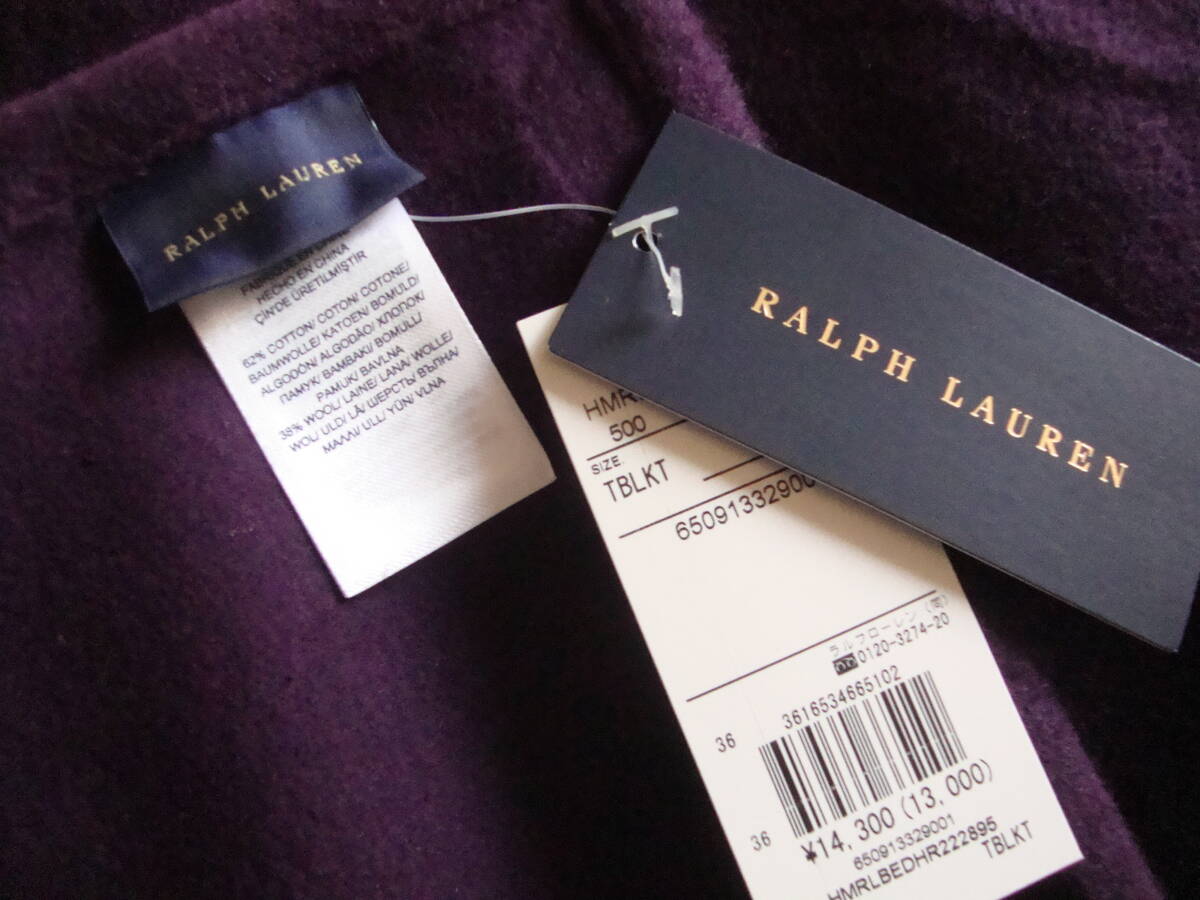 RALPH LAUREN
HECHO EN CHINA
ÇİN'DE ÜRETİLMİŞTİR
62% COTTON/ COTON/ COTONE/
BAUMWOLLE/ KATOEN/ BOMULD/
ALGODÓN/ ALGODÃO/ ХЛОПОК/
ПАМУК/ ΒΑΜΒΑΚΙ/ BOMULL/
PAMUK/ BAVLNA
38% WOOL/ LAINE/ LANA/ WOLLE/
WOL/ ULD/ LÃ/ ШЕРСТЬ/ ВЪЛНА/
ΜΑΛΛΙ/ ULL/ YÜN/ VLNA
RALPH LAUREN
500
SIZE.
TBLKT
65091332900
ラルフローレン(同)
0120-3274-20
3616534665102
36
36
¥14,300(13,000)
650913329001
HMRLBEDHR222895
TBLKT